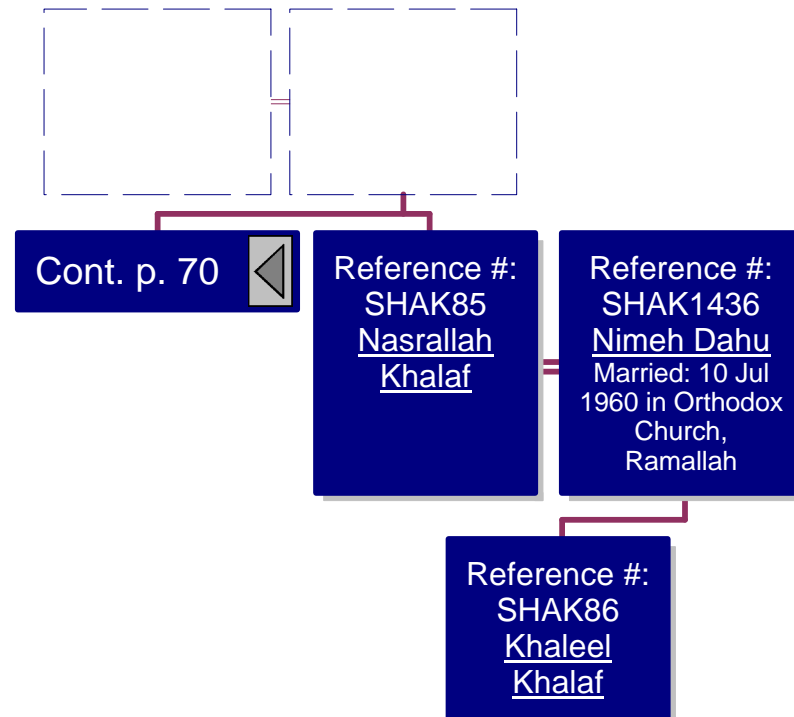 Cont. p. 70
Reference #:
SHAK85
Nasrallah
Khalaf
Reference #:
SHAK1436
Nimeh Dahu
Married: 10 Jul
1960 in Orthodox
Church,
Ramallah
Reference #:
SHAK86
Khaleel
Khalaf